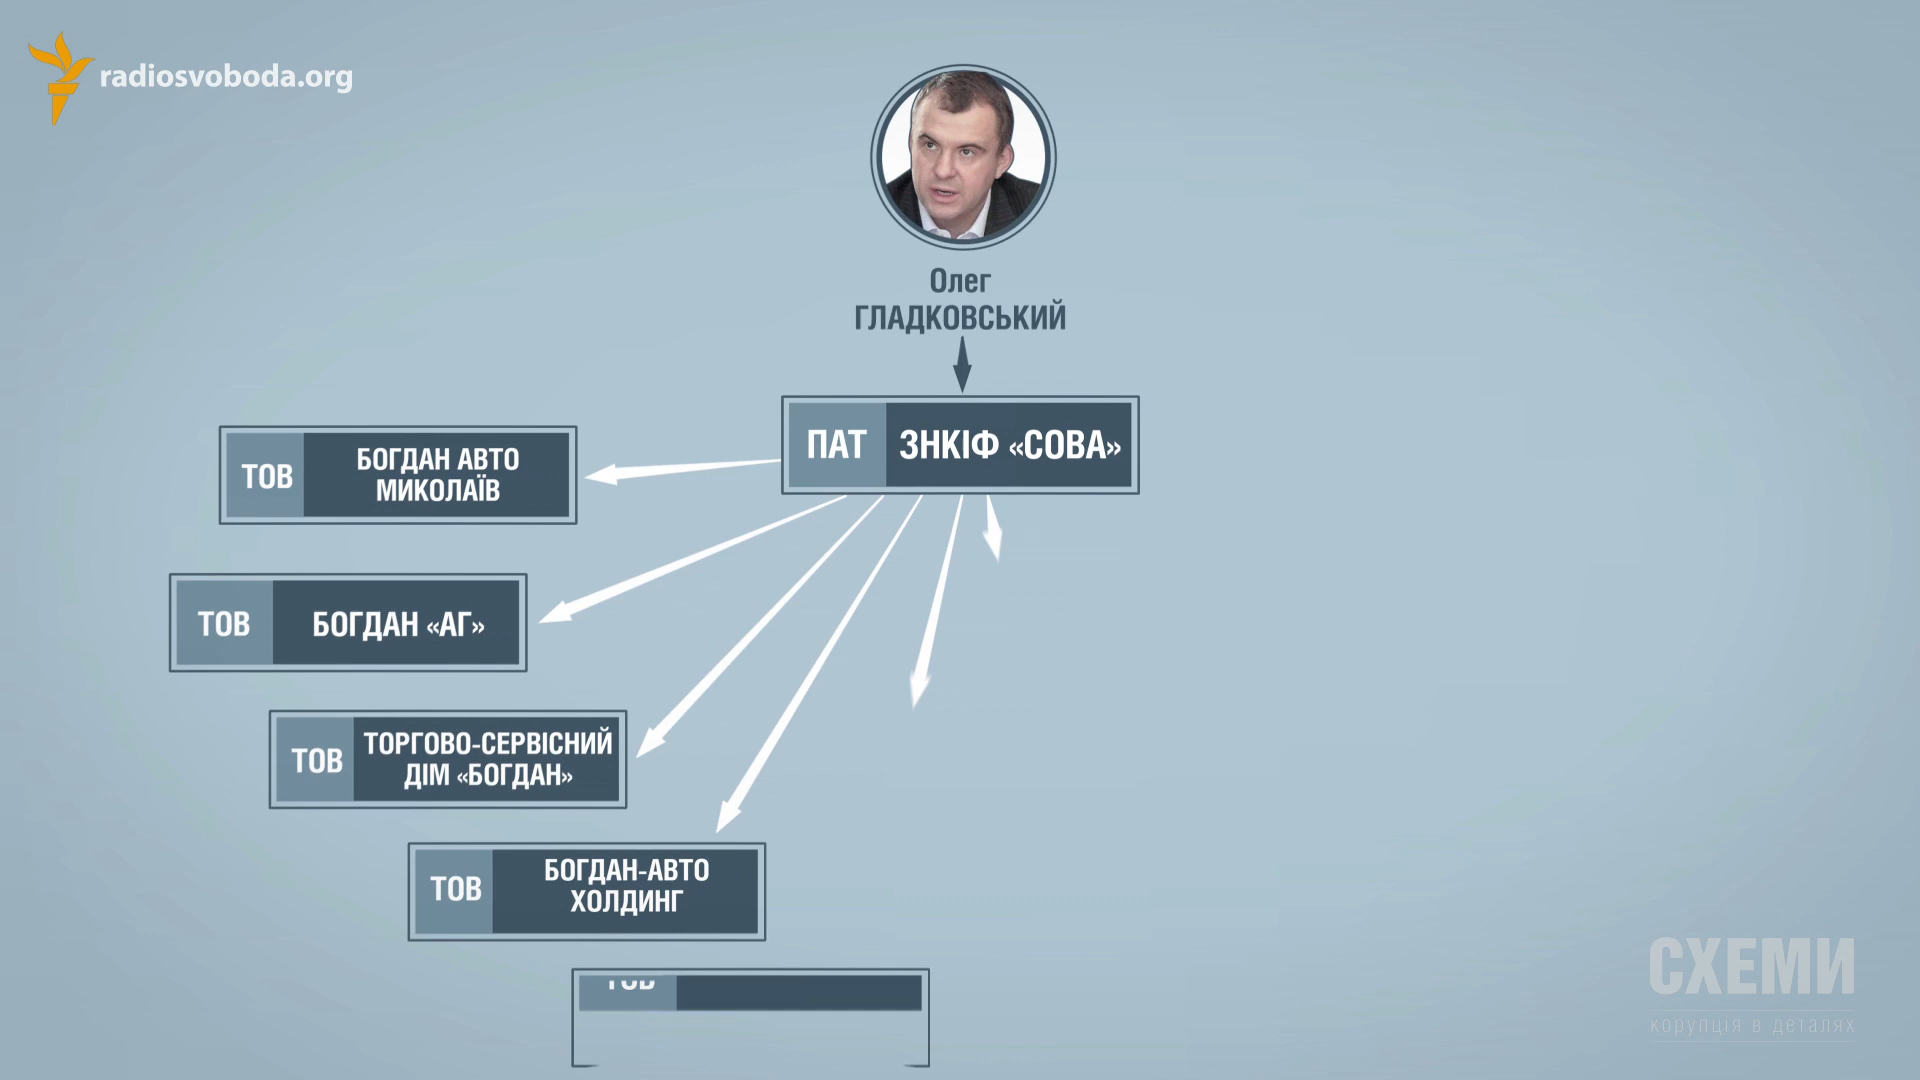 radiosvoboda.org
Олег
ГЛАДКОВСЬКИЙ
ПАТ ЗНКІФ «СОВА»
ТОВ БОГДАН АВТО
МИКОЛАЇВ
ТОВ БОГДАН «АГ»
ТОВ ТОРГОВО-СЕРВІСНИЙ
ДІМ «БОГДАН»
ТОВ БОГДАН-АВТО
ХОЛДИНГ
ТОВ
СХЕМИ
корупція в деталях